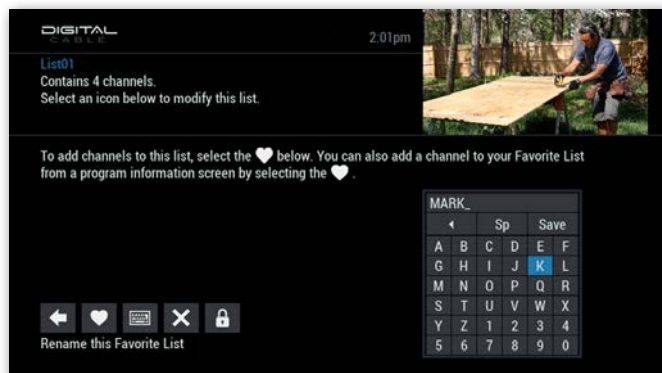 DIGITAL
CABLE
2:01pm
List01
Contains 4 channels.
Select an icon below to modify this list.
To add channels to this list, select the below. You can also add a channel to your Favorite List
from a program information screen by selecting the .
MARK_
Sp Save
A B C D E F
G H I J K L
M N O P Q R
S T U V W X
Y Z 1 2 3 4
5 6 7 8 9 0
Rename this Favorite List